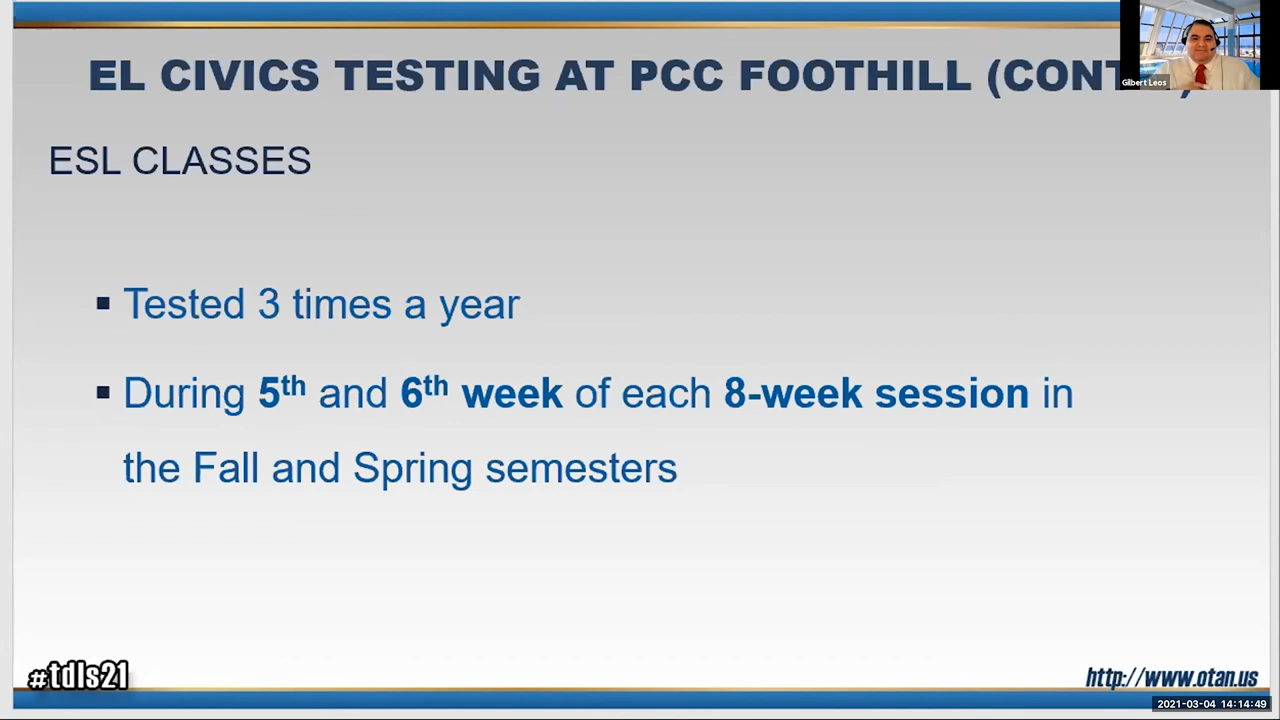 EL CIVICS TESTING AT PCC FOOTHILL (CONT
Gilbert Leos
ESL CLASSES
▪ Tested 3 times a year
▪ During 5th and 6th week of each 8-week session in
the Fall and Spring semesters
#tdls21
http://www.otan.us
2021-03-04 14:14:49